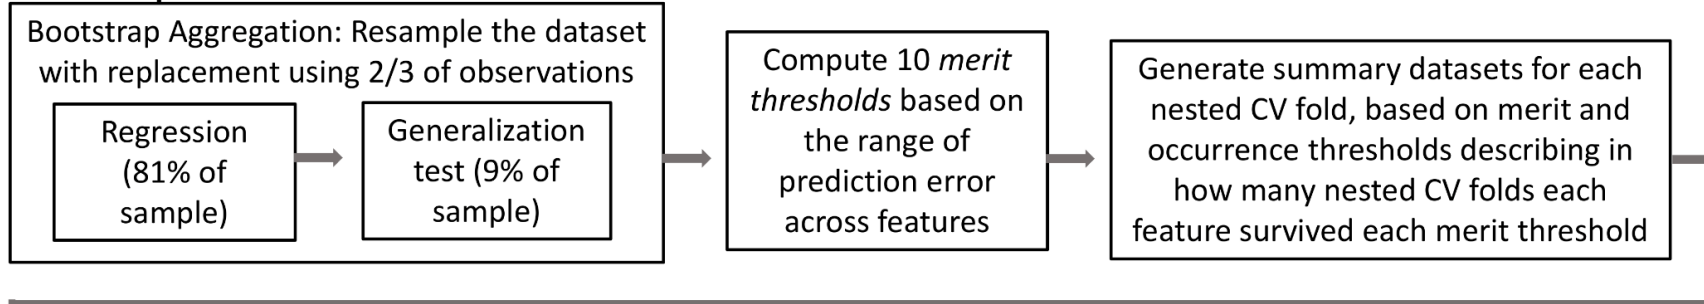 Bootstrap Aggregation: Resample the dataset
with replacement using 2/3 of observations
Regression
(81% of
sample)
Generalization
test (9% of
sample)
Compute 10 merit
thresholds based on
the range of
prediction error
across features
Generate summary datasets for each
nested CV fold, based on merit and
occurrence thresholds describing in
how many nested CV folds each
feature survived each merit threshold